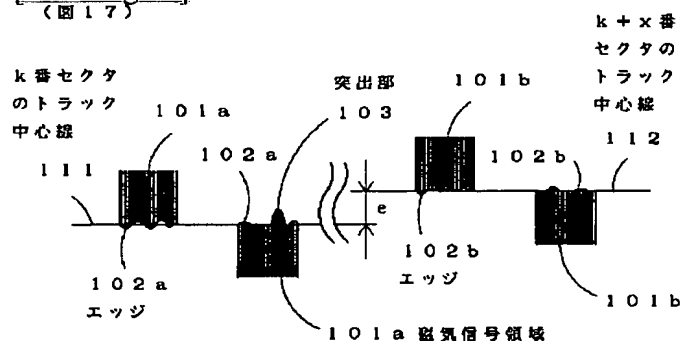 (図17)
k番セクタ
のトラック
中心線
111
101a
102a
突出部
103
101b
k+x番
セクタの
トラック
中心線
112
102b
e
102a
エッジ
102b
エッジ
101b
101a 磁気信号領域